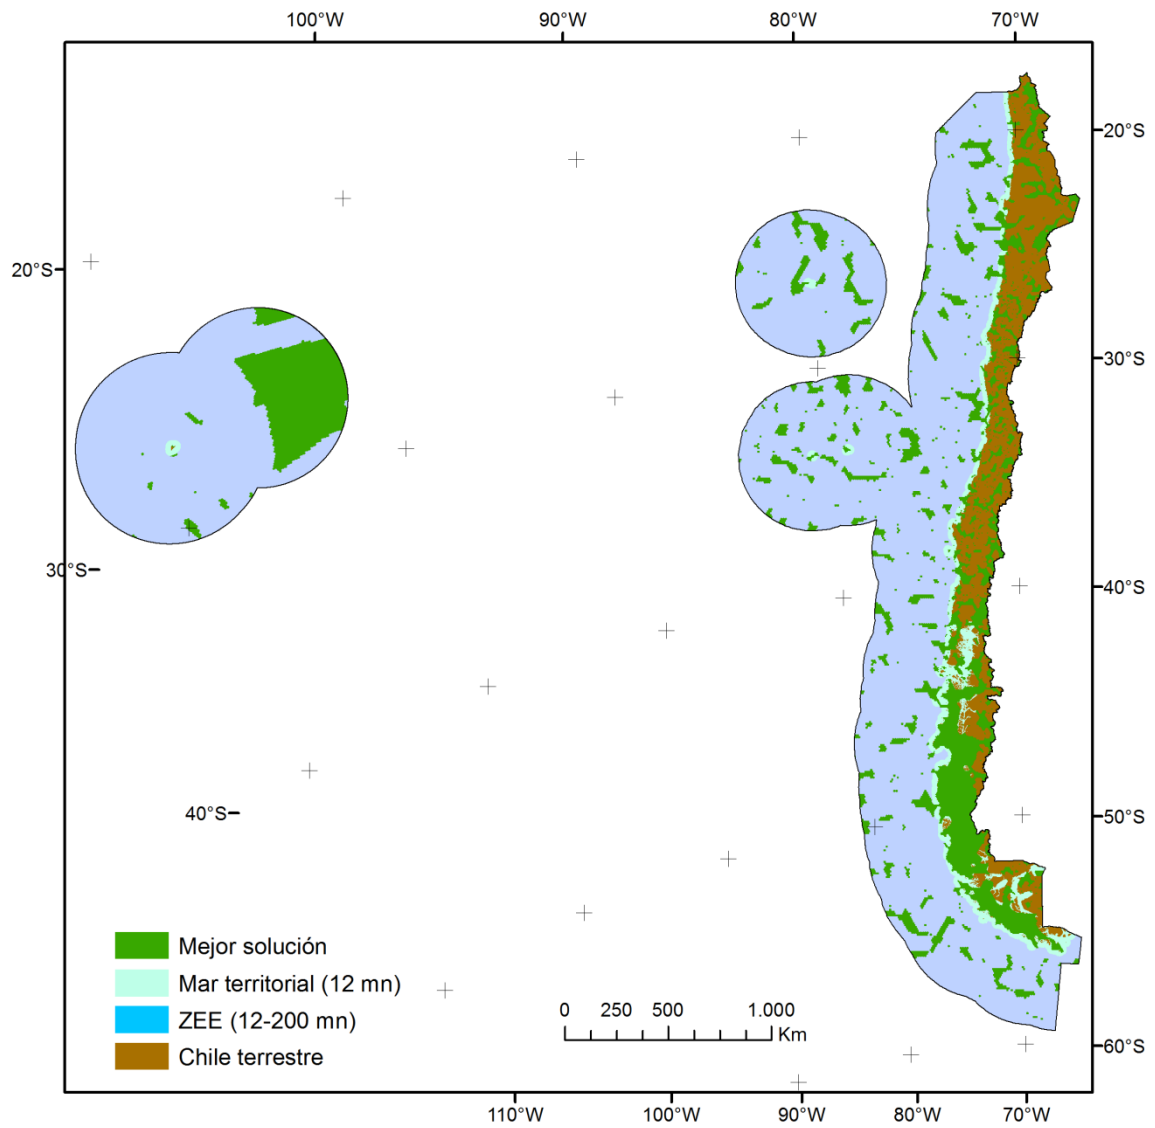 100°W 90°W 80°W 70°W
20°S
20°S
30°S
30°S
40°S
40°S
50°S
60°S
Mejor solución
Mar territorial (12 mn)
ZEE (12-200 mn)
Chile terrestre
0 250 500 1.000
Km
110°W 100°W 90°W 80°W 70°W